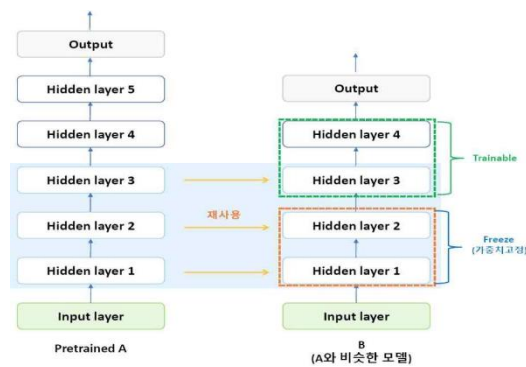 Output
Hidden layer 5
Hidden layer 4
Hidden layer 3
Hidden layer 2
Hidden layer 1
Input layer
Pretrained A
재사용
Output
Hidden layer 4
Hidden layer 3
Hidden layer 2
Hidden layer 1
Input layer
B
(A와 비슷한 모델)
Trainable
Freeze
(가중치고정)